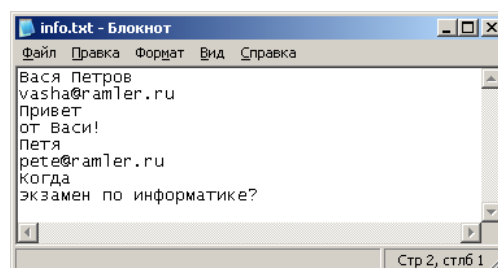 info.txt - Блокнот
Файл Правка Формат Вид Справка
Вася Петров
vasha@ramler.ru
Привет
от Васи!
Петя
pete@ramler.ru
Когда
экзамен по информатике?
Стр 2, стлб 1